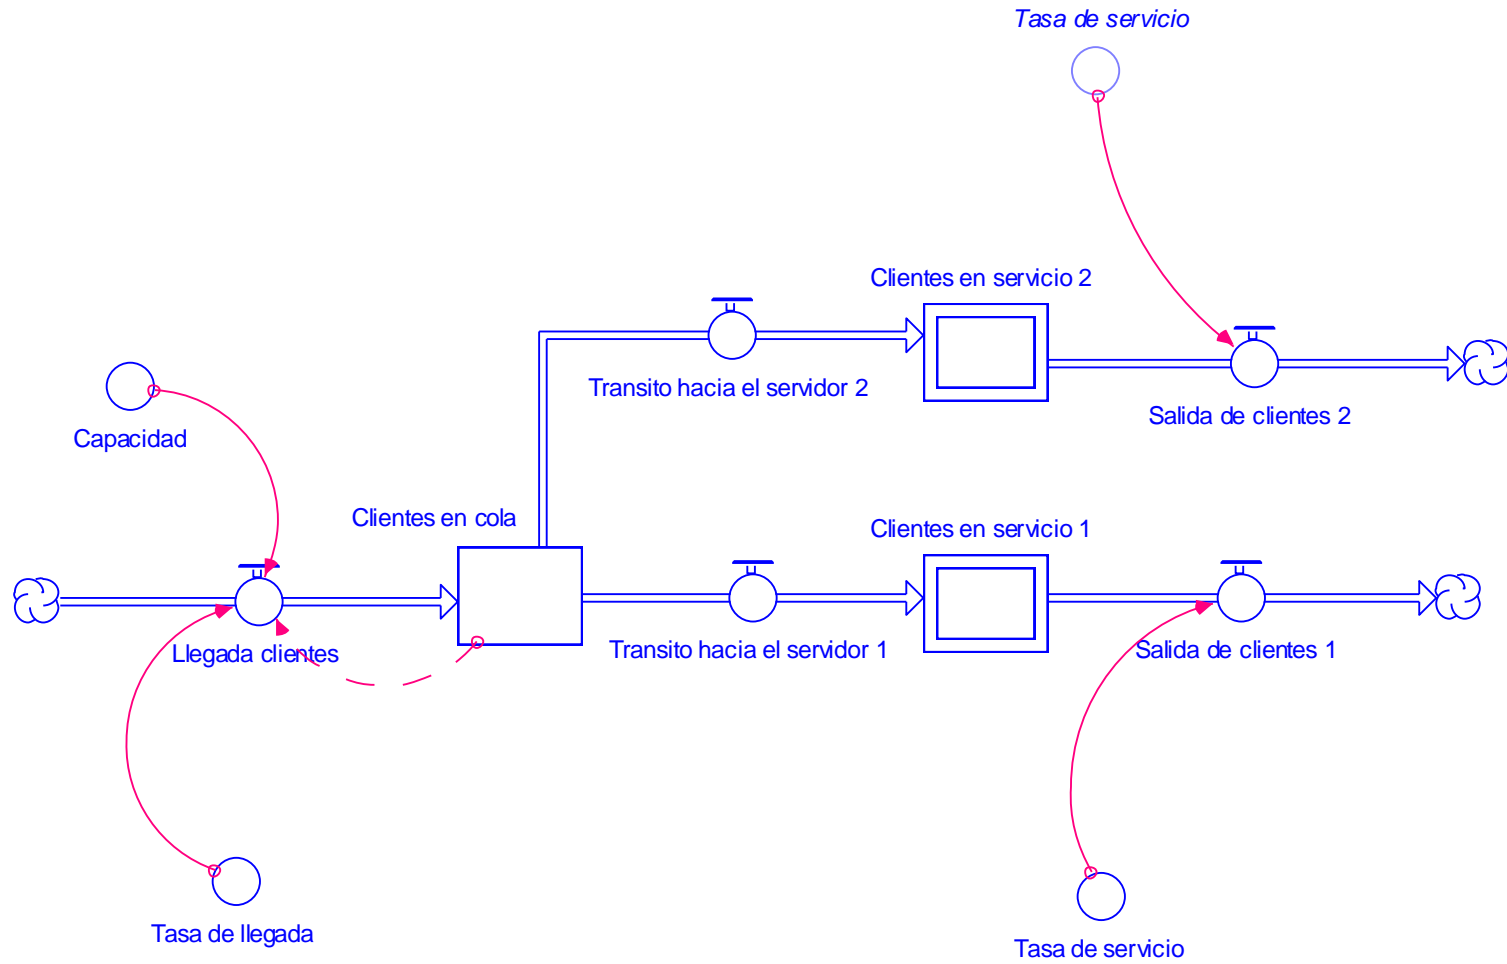 Tasa de servicio
Clientes en servicio 2
Transito hacia el servidor 2
Salida de clientes 2
Capacidad
Clientes en cola
Clientes en servicio 1
Llegada clientes
Transito hacia el servidor 1
Salida de clientes 1
Tasa de llegada
Tasa de servicio